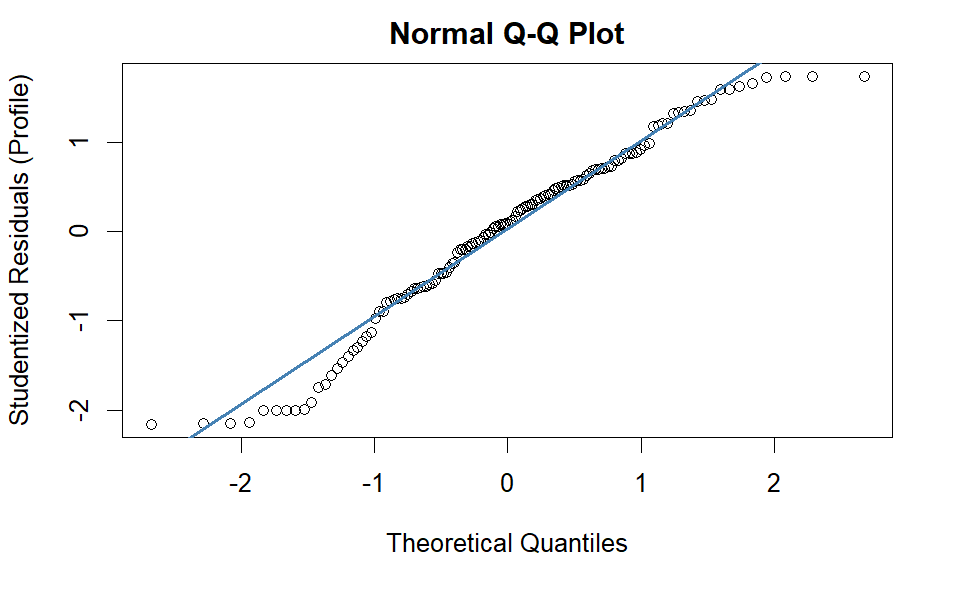 Normal Q-Q Plot
Studentized Residuals (Profile)
1
0
-1
-2
-2 -1 0 1 2
Theoretical Quantiles